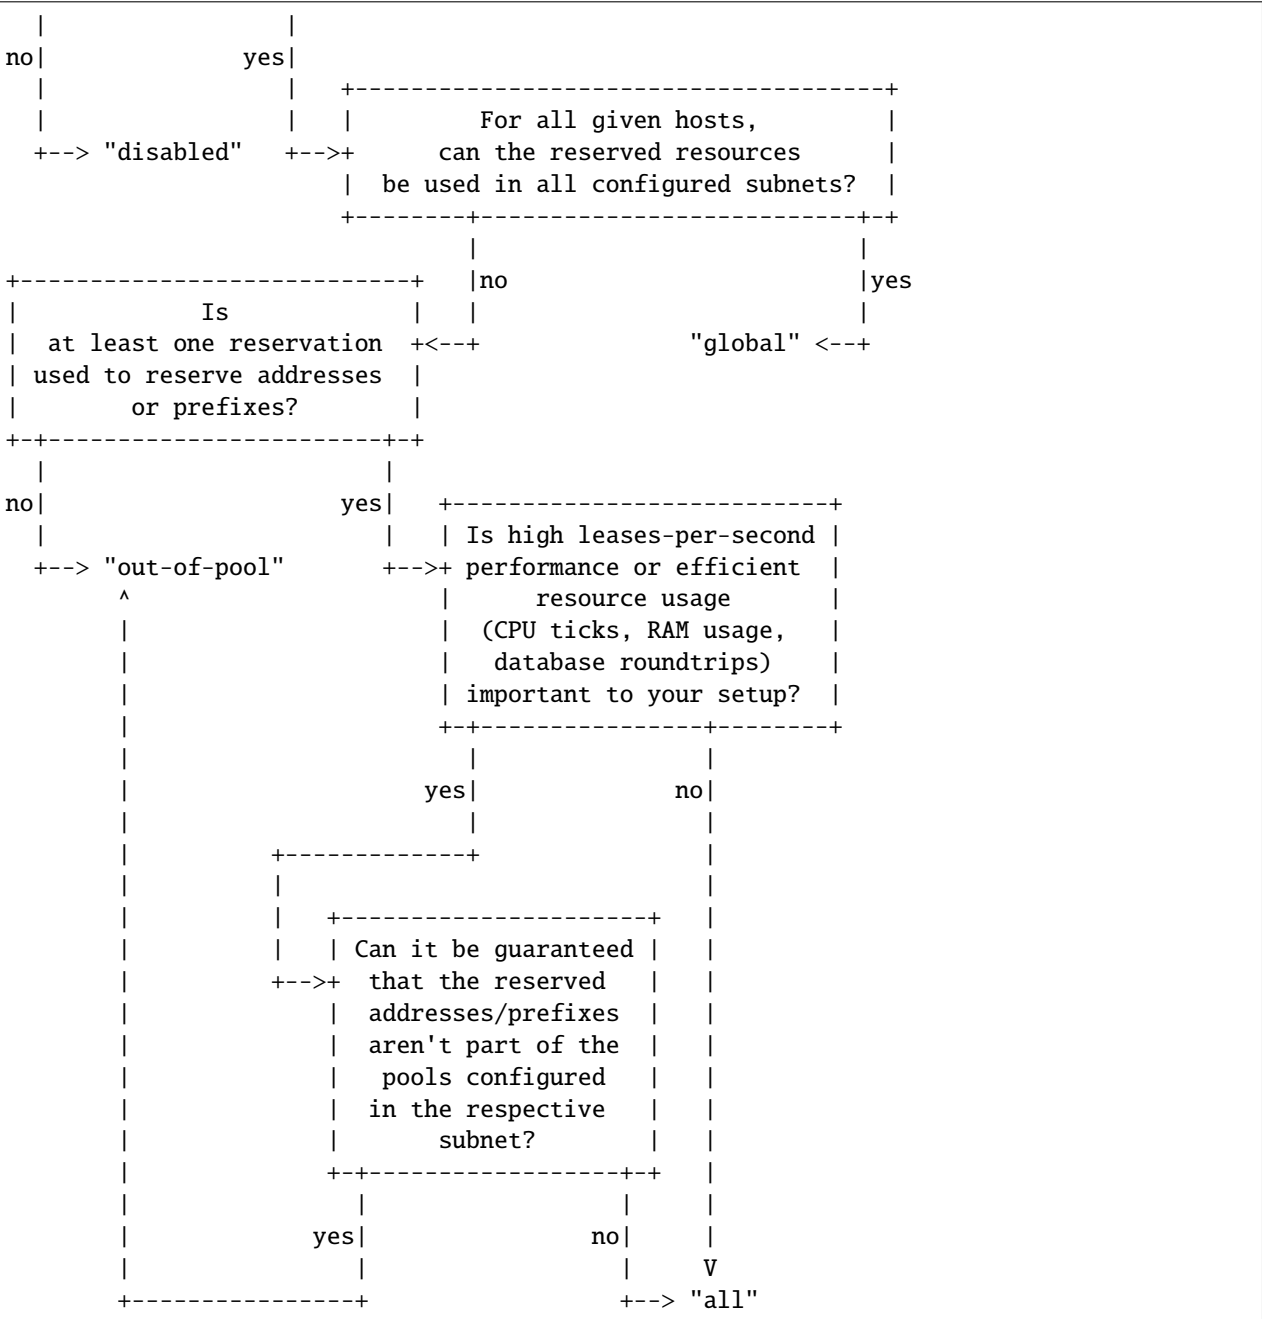 |                  |
no|               yes|
  |                  |   +--------------------------------------+
  |                  |   |         For all given hosts,         |
  +--> "disabled"   +-->+      can the reserved resources      |
                        |  be used in all configured subnets?  |
                        +--------+---------------------------+-+
                                 |                           |
+----------------------------+   |no                         |yes
|             Is             |   |                           |
|  at least one reservation  +<--+               "global" <--+
| used to reserve addresses  |
|        or prefixes?        |
+-+------------------------+-+
  |                        |
no|                     yes|   +---------------------------+
  |                        |   | Is high leases-per-second |
  +--> "out-of-pool"       +-->+ performance or efficient  |
        ^                      |      resource usage       |
        |                      |  (CPU ticks, RAM usage,   |
        |                      |   database roundtrips)    |
        |                      | important to your setup?  |
        |                      +-+----------------+--------+
        |                        |                |
        |                     yes|              no|
        |                        |                |
        |          +-------------+                |
        |          |                              |
        |          |   +----------------------+   |
        |          |   | Can it be guaranteed |   |
        |          +-->+  that the reserved   |   |
        |              |  addresses/prefixes  |   |
        |              |  aren't part of the  |   |
        |              |   pools configured   |   |
        |              |  in the respective   |   |
        |              |       subnet?        |   |
        |              +-+------------------+-+   |
        |                |                  |     |
        |             yes|                no|     |
        |                |                  |     V
        +----------------+                  +--> "all"